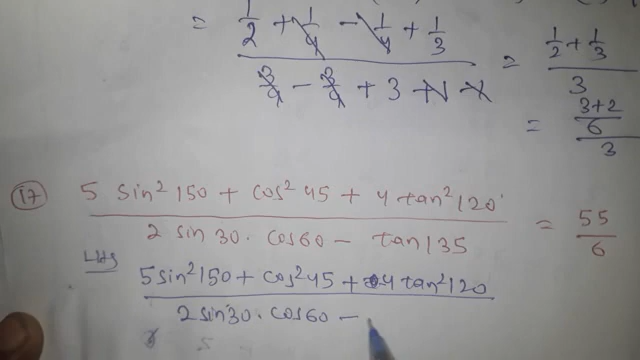 = (1/2 + 1/4 - 1/4 + 1/3) / (3/4 - 3/4 + 3 + 1 - 1) = (1/2 + 1/3) / 3
= ((3+2)/6) / 3
17 (5 sin² 150 + cos² 45 + 4 tan² 120) / (2 sin 30 . cos 60 - tan 135) = 55/6
LHS (5 sin² 150 + cos² 45 + 4 tan² 120) / (2 sin 30 . cos 60 -